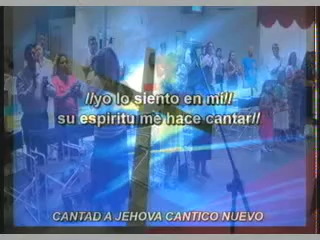 //yo lo siento en mi//
su espiritu me hace cantar//
CANTAD A JEHOVA CANTICO NUEVO